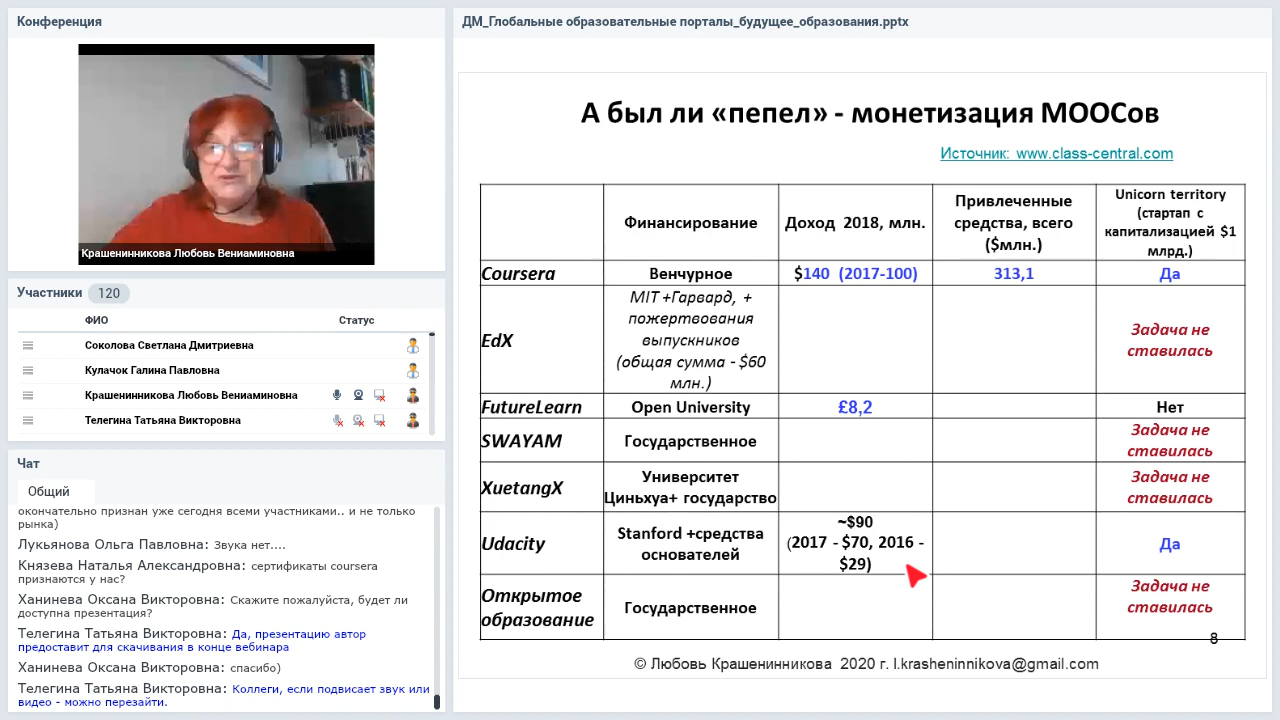 Конференция
Крашенинникова Любовь Вениаминовна
Участники 120
ФИО Статус
Соколова Светлана Дмитриевна
Кулачок Галина Павловна
Крашенинникова Любовь Вениаминовна
Телегина Татьяна Викторовна
Чат
Общий
окончательно признан уже сегодня всеми участниками.. и не только
рынка)
Лукьянова Ольга Павловна: Звука нет....
Князева Наталья Александровна: сертификаты coursera
признаются у нас?
Ханинева Оксана Викторовна: Скажите пожалуйста, будет ли
доступна презентация?
Телегина Татьяна Викторовна: Да, презентацию автор
предоставит для скачивания в конце вебинара
Ханинева Оксана Викторовна: спасибо)
Телегина Татьяна Викторовна: Коллеги, если подвисает звук или
видео - можно перезайти.
ДМ_Глобальные образовательные порталы_будущее_образования.pptx
А был ли «пепел» - монетизация МООСов
Источник: www.class-central.com
Финансирование
Доход 2018, млн.
Привлеченные
средства, всего
($млн.)
Unicorn territory
(стартап с
капитализацией $1
млрд.)
Coursera
Венчурное
$140 (2017-100)
313,1
Да
EdX
MIT +Гарвард, +
пожертвования
выпускников
(общая сумма - $60
млн.)
Задача не
ставилась
FutureLearn
Open University
£8,2
Нет
SWAYAM
Государственное
Задача не
ставилась
XuetangX
Университет
Циньхуа+ государство
Задача не
ставилась
Udacity
Stanford +средства
основателей
~$90
(2017 - $70, 2016 -
$29)
Да
Открытое
образование
Государственное
Задача не
ставилась
8
© Любовь Крашенинникова 2020 г. l.krasheninnikova@gmail.com